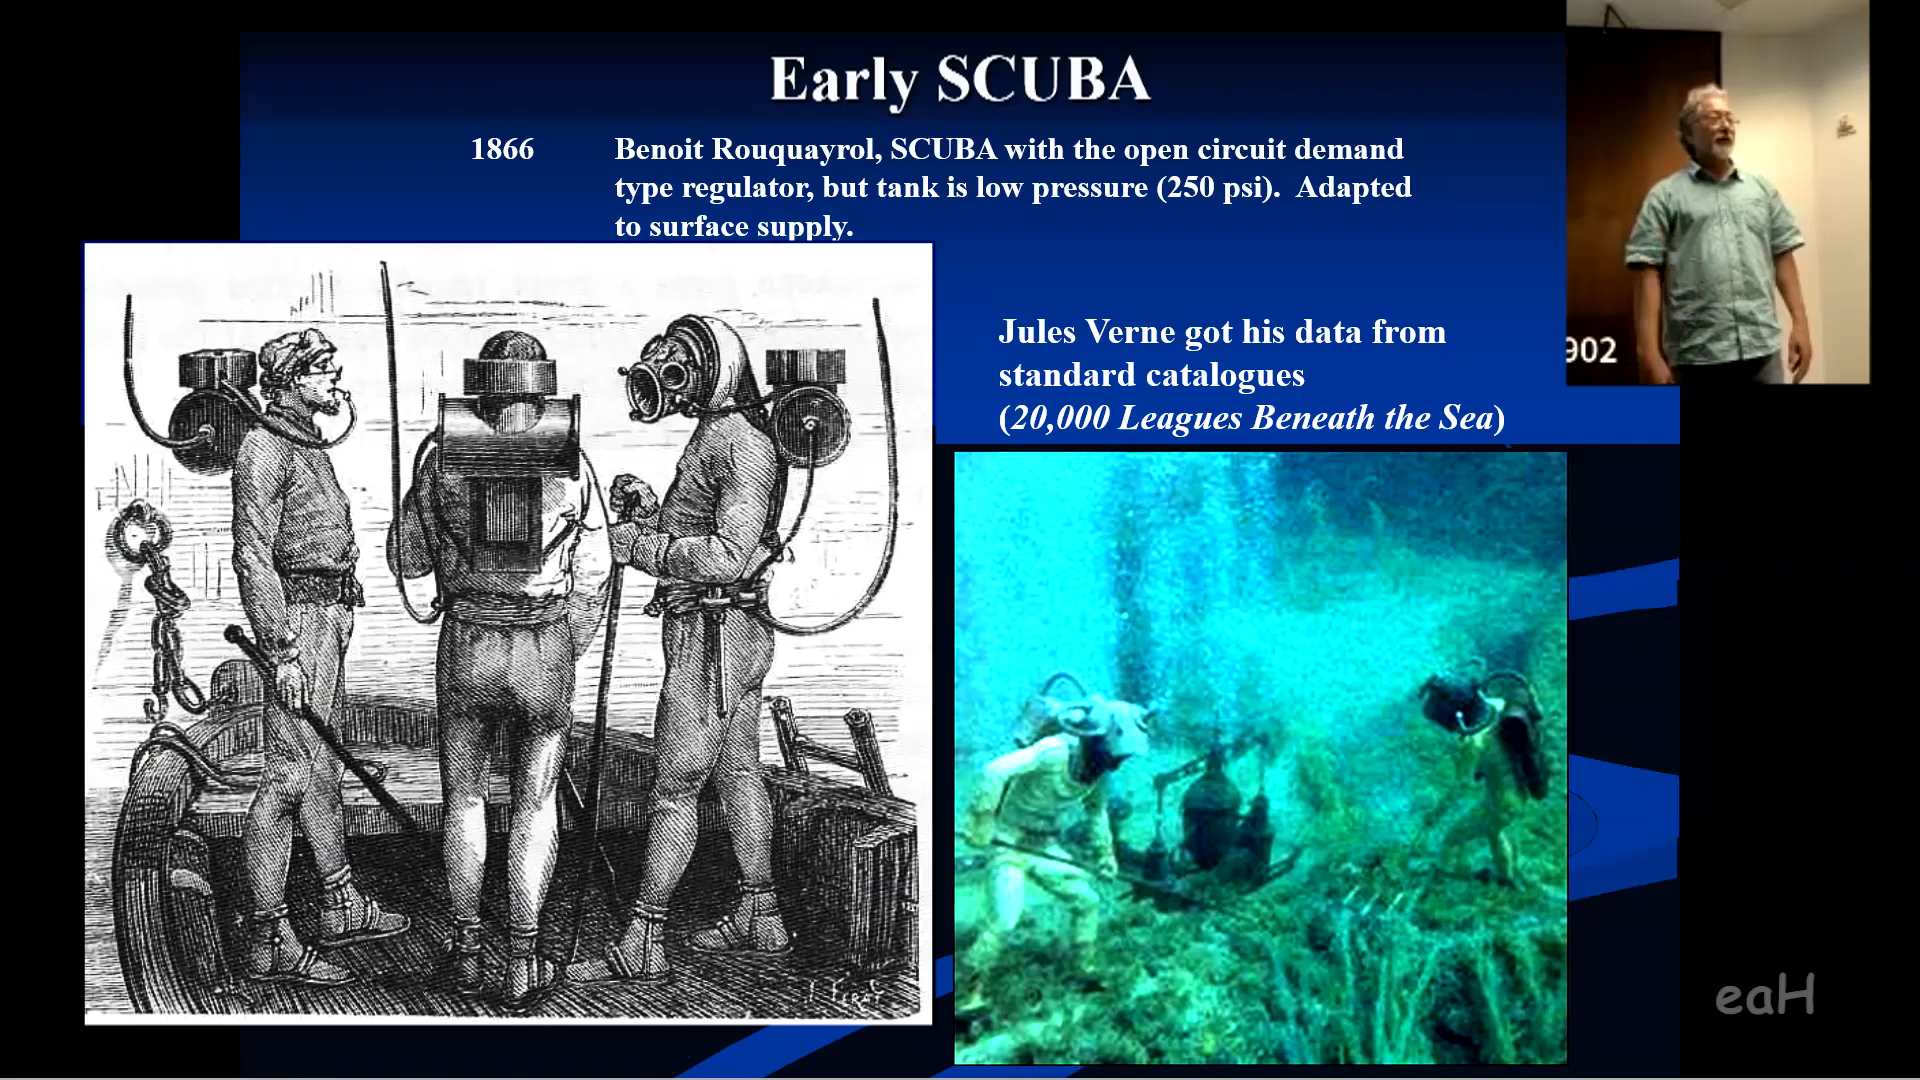 Early SCUBA
1866 Benoit Rouquayrol, SCUBA with the open circuit demand
type regulator, but tank is low pressure (250 psi). Adapted
to surface supply.
Jules Verne got his data from
standard catalogues
(20,000 Leagues Beneath the Sea)
902
eaH